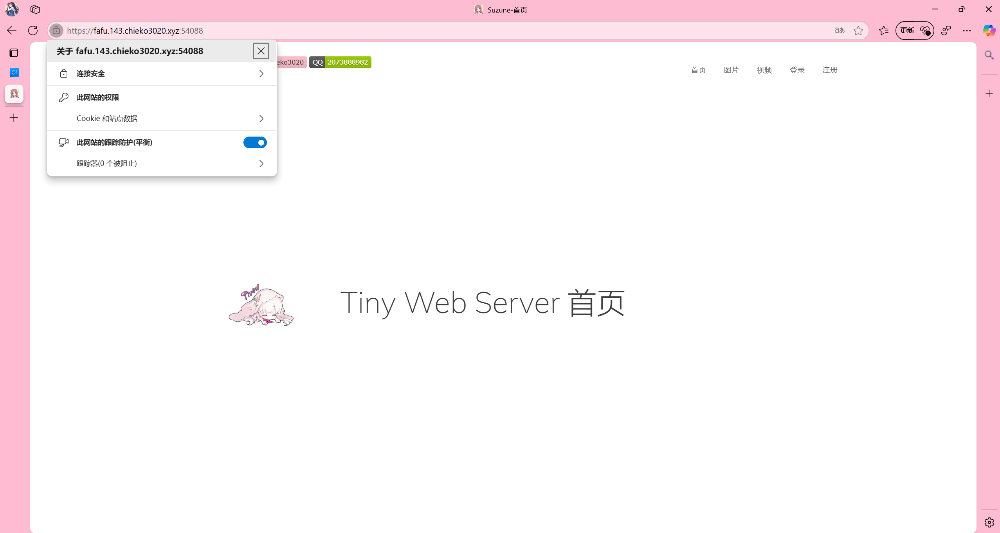 Suzune-首页
https://fafu.143.chieko3020.xyz:54088
aあ
更新
关于 fafu.143.chieko3020.xyz:54088
Of
连接安全
此网站的权限
Cookie 和站点数据
此网站的跟踪防护(平衡)
跟踪器(0 个被阻止)
eko3020
QQ 2073888982
首页 图片 视频 登录 注册
Tired
Tiny Web Server 首页